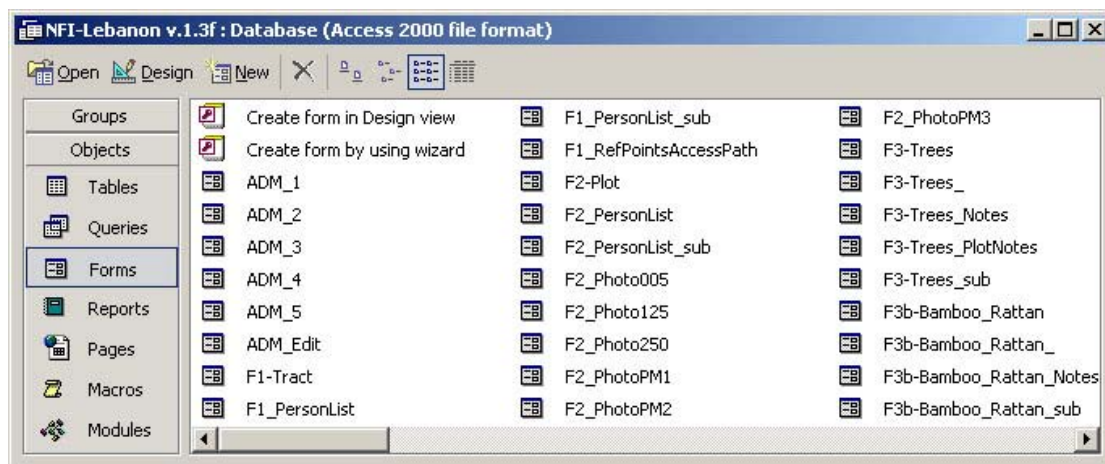 NFI-Lebanon v.1.3f : Database (Access 2000 file format)
Open Design New
Groups
Objects
Tables
Queries
Forms
Reports
Pages
Macros
Modules
Create form in Design view
Create form by using wizard
ADM_1
ADM_2
ADM_3
ADM_4
ADM_5
ADM_Edit
F1-Tract
F1_PersonList
F1_PersonList_sub
F1_RefPointsAccessPath
F2-Plot
F2_PersonList
F2_PersonList_sub
F2_Photo005
F2_Photo125
F2_Photo250
F2_PhotoPM1
F2_PhotoPM2
F2_PhotoPM3
F3-Trees
F3-Trees_
F3-Trees_Notes
F3-Trees_PlotNotes
F3-Trees_sub
F3b-Bamboo_Rattan
F3b-Bamboo_Rattan_
F3b-Bamboo_Rattan_Notes
F3b-Bamboo_Rattan_sub